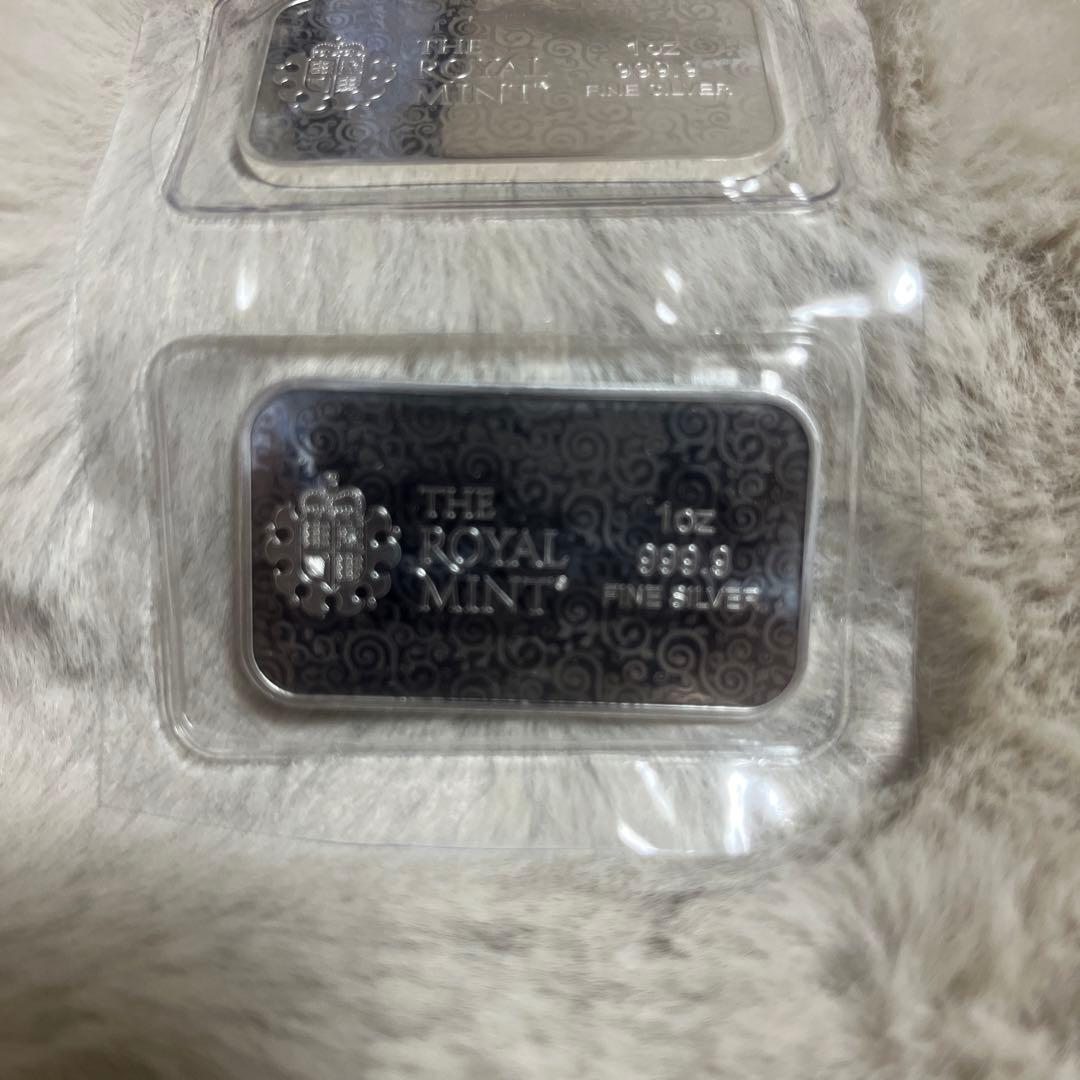 THE
ROYAL
MINT®
1oz
999.9
FINE SILVER
THE
ROYAL
MINT®
1oz
999.9
FINE SILVER